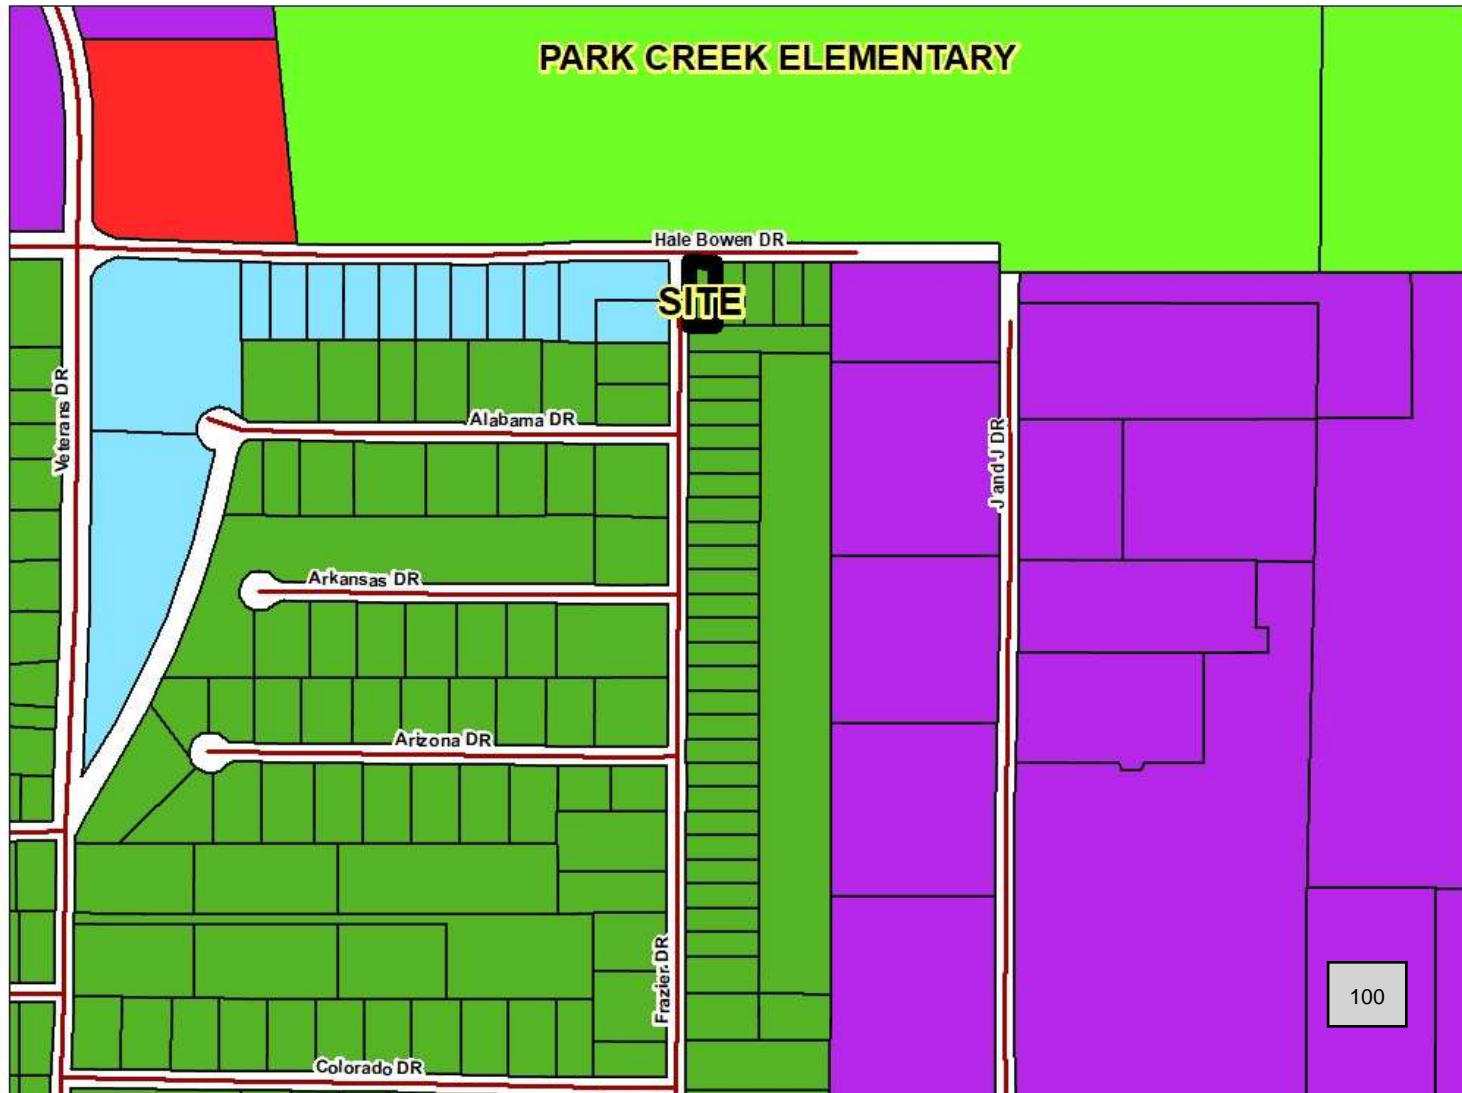 PARK CREEK ELEMENTARY
Hale Bowen DR
SITE
Veterans DR
Alabama DR
J and J DR
Arkansas DR
Arizona DR
Frazier DR
100
Colorado DR